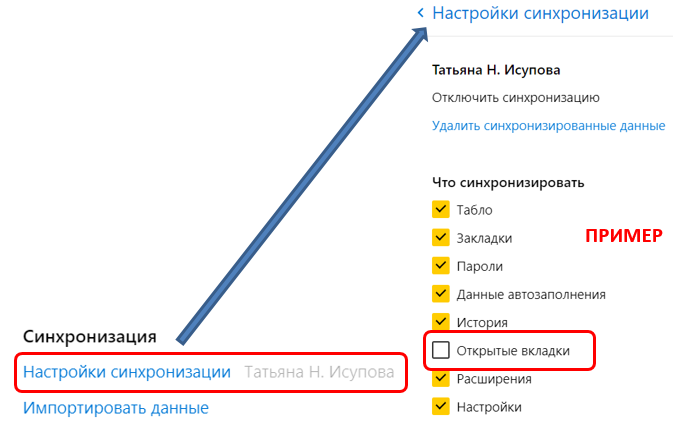 Настройки синхронизации
Татьяна Н. Исупова
Отключить синхронизацию
Удалить синхронизированные данные
Что синхронизировать
Табло
Закладки
ПРИМЕР
Пароли
Данные автозаполнения
История
Открытые вкладки
Расширения
Настройки
Синхронизация
Настройки синхронизации Татьяна Н. Исупова
Импортировать данные